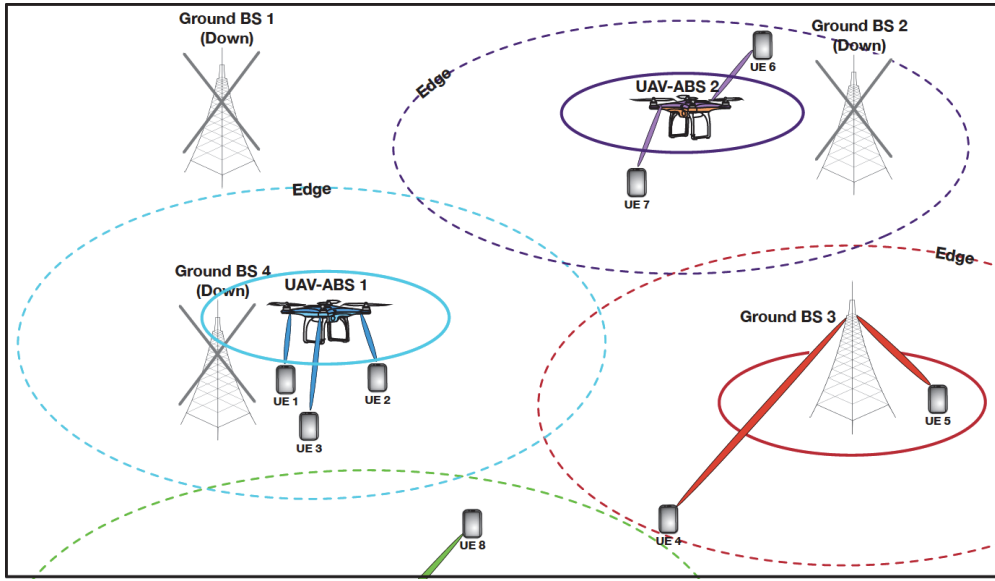 Ground BS 1
(Down)
Edge
UE 6
Ground BS 2
(Down)
UAV-ABS 2
UE 7
Edge
Ground BS 4
(Down)
UAV-ABS 1
UE 1
UE 2
UE 3
Edge
Ground BS 3
UE 5
UE 4
UE 8